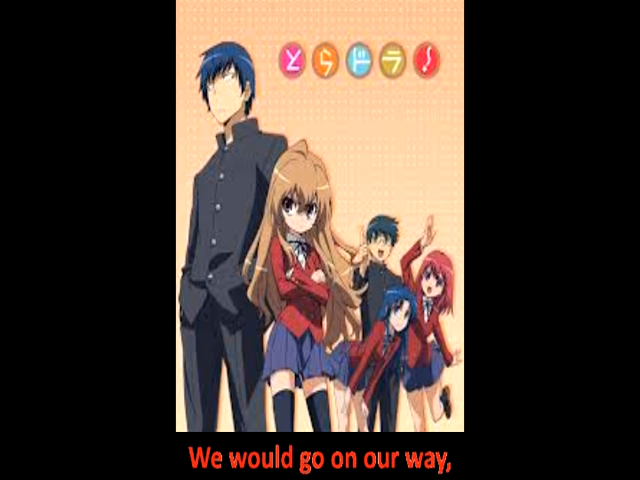 とらドラ!
We would go on our way,